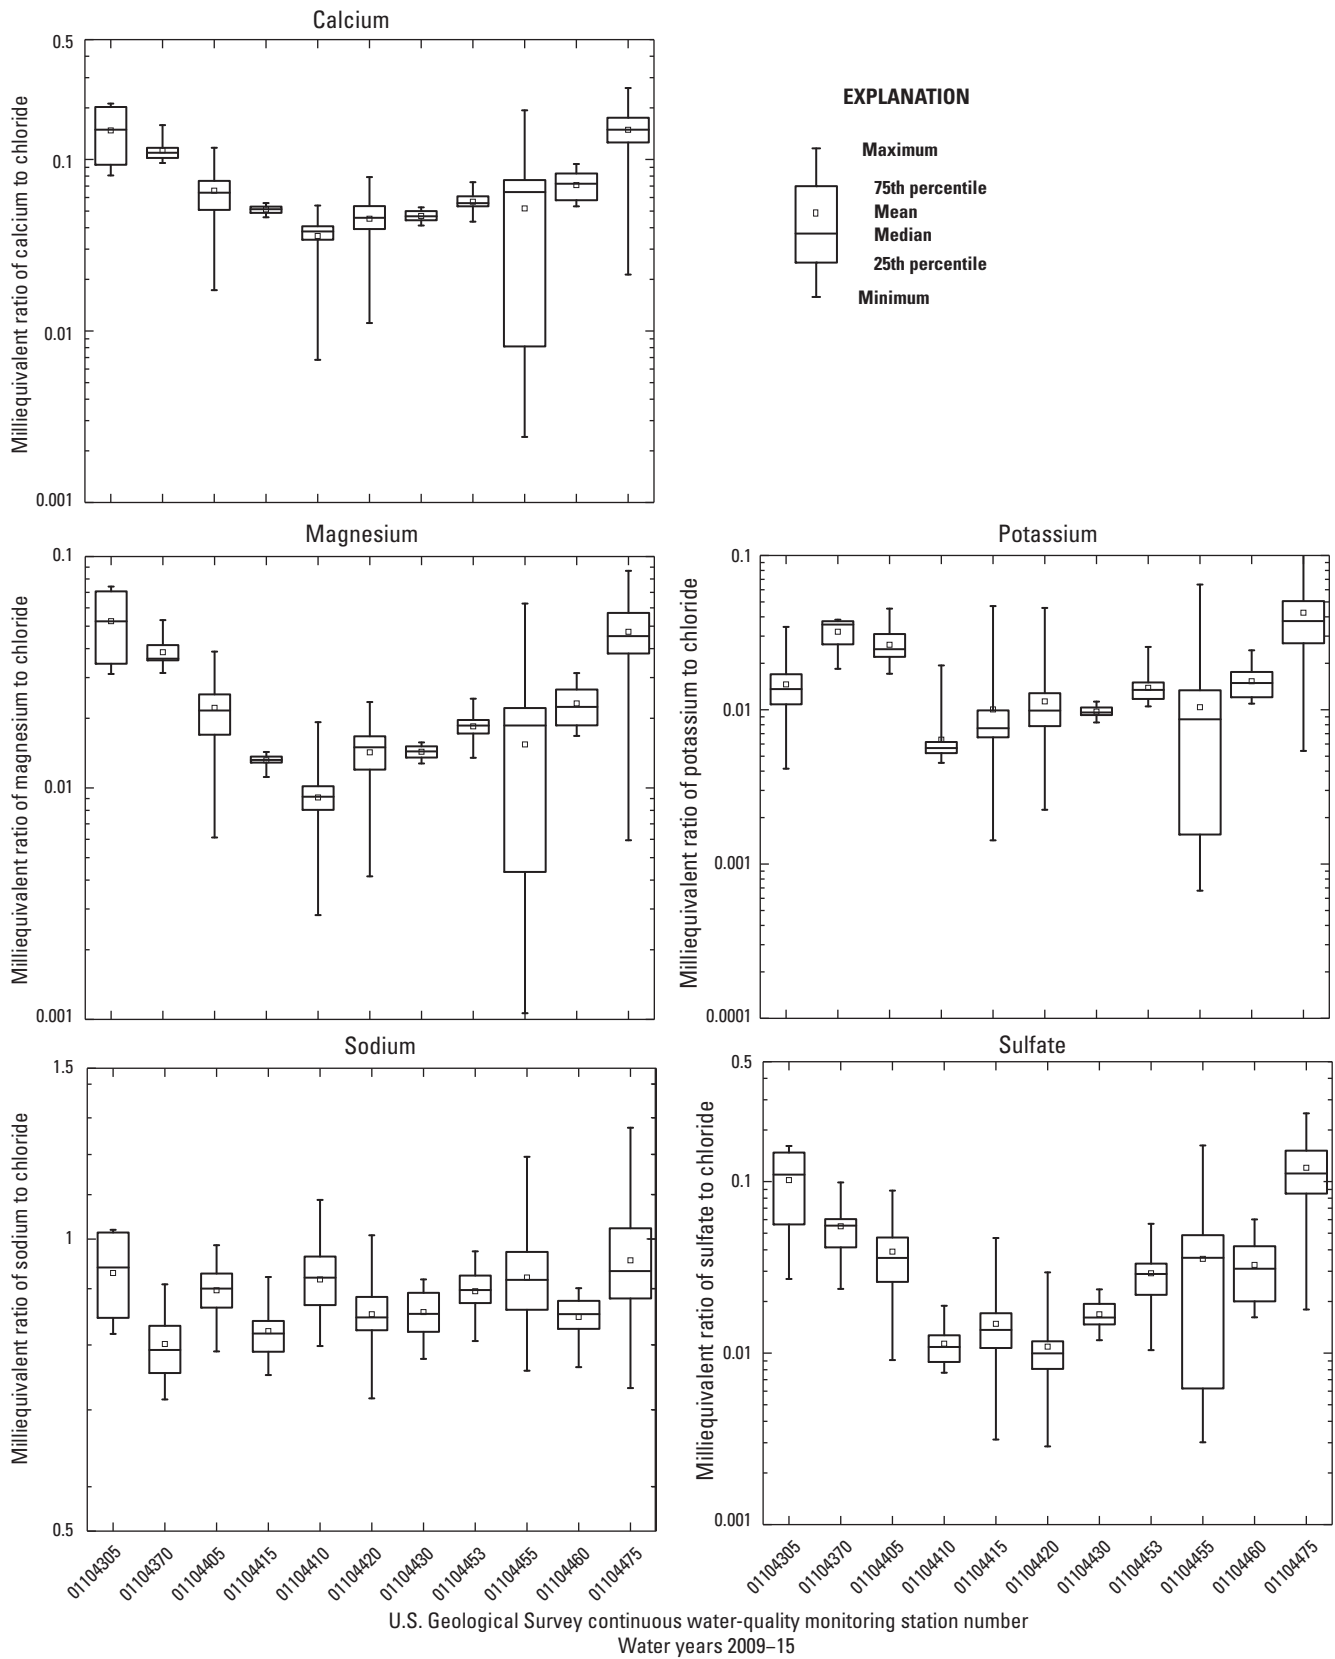 Calcium
Milliequivalent ratio of calcium to chloride
0.5
0.1
0.01
0.001
EXPLANATION
Maximum
75th percentile
Mean
Median
25th percentile
Minimum
Magnesium
Milliequivalent ratio of magnesium to chloride
0.1
0.01
0.001
Potassium
Milliequivalent ratio of potassium to chloride
0.1
0.01
0.001
0.0001
Sodium
Milliequivalent ratio of sodium to chloride
1.5
1
0.5
01104305
01104370
01104405
01104415
01104410
01104420
01104430
01104453
01104455
01104460
01104475
Sulfate
Milliequivalent ratio of sulfate to chloride
0.5
0.1
0.01
0.001
01104305
01104370
01104405
01104410
01104415
01104420
01104430
01104453
01104455
01104460
01104475
U.S. Geological Survey continuous water-quality monitoring station number
Water years 2009–15